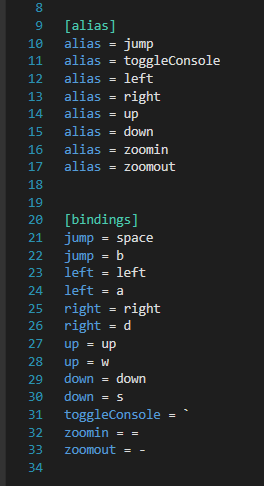 8
9 [alias]
10 alias = jump
11 alias = toggleConsole
12 alias = left
13 alias = right
14 alias = up
15 alias = down
16 alias = zoomin
17 alias = zoomout
18
19
20 [bindings]
21 jump = space
22 jump = b
23 left = left
24 left = a
25 right = right
26 right = d
27 up = up
28 up = w
29 down = down
30 down = s
31 toggleConsole = `
32 zoomin = =
33 zoomout = -
34